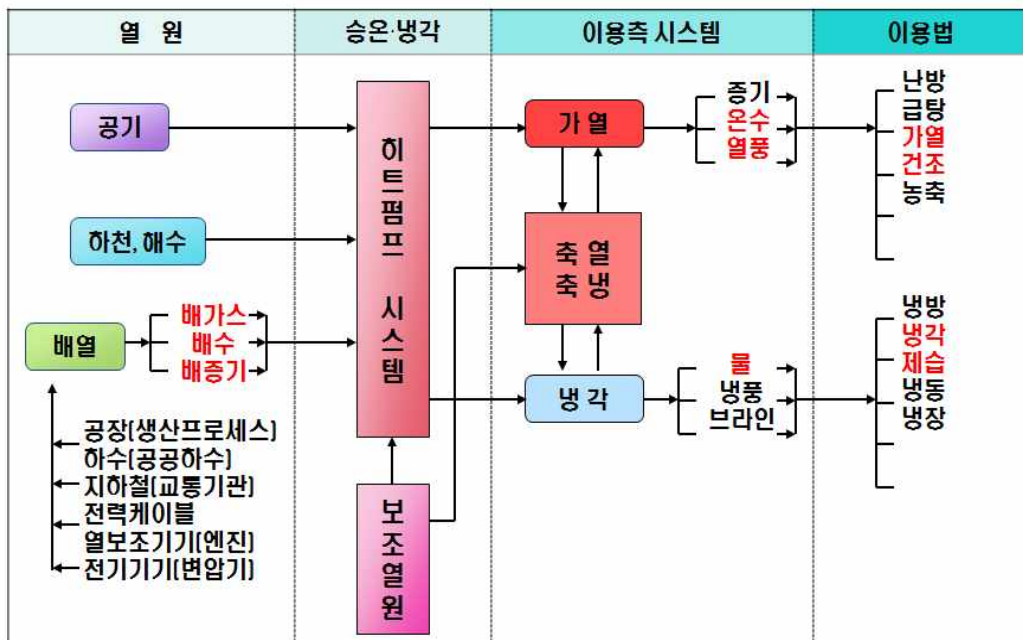 열 원
승온·냉각
이용측 시스템
이용법
공기
하천, 해수
배열
배가스
배수
배증기
공장(생산프로세스)
하수(공공하수)
지하철(교통기관)
전력케이블
열보조기기(엔진)
전기기기(변압기)
히트펌프 시스템
보조열원
가 열
축 열
축 냉
냉 각
증기
온수
열풍
물
냉풍
브라인
난방
급탕
가열
건조
농축
냉방
냉각
제습
냉동
냉장